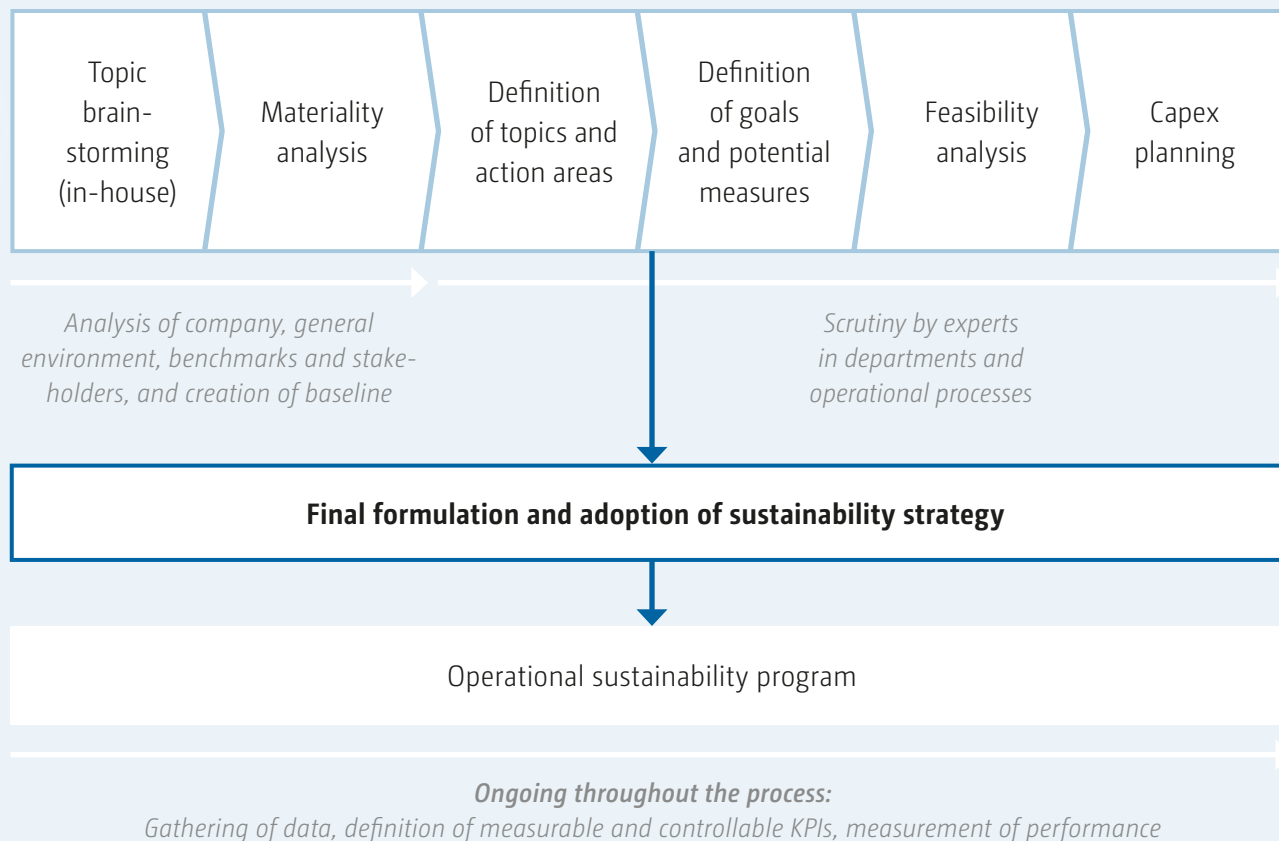 Topic
brain-
storming
(in-house)
Materiality
analysis
Definition
of topics and
action areas
Definition
of goals
and potential
measures
Feasibility
analysis
Capex
planning
Analysis of company, general
environment, benchmarks and stake-
holders, and creation of baseline
Scrutiny by experts
in departments and
operational processes
Final formulation and adoption of sustainability strategy
Operational sustainability program
Ongoing throughout the process:
Gathering of data, definition of measurable and controllable KPIs, measurement of performance